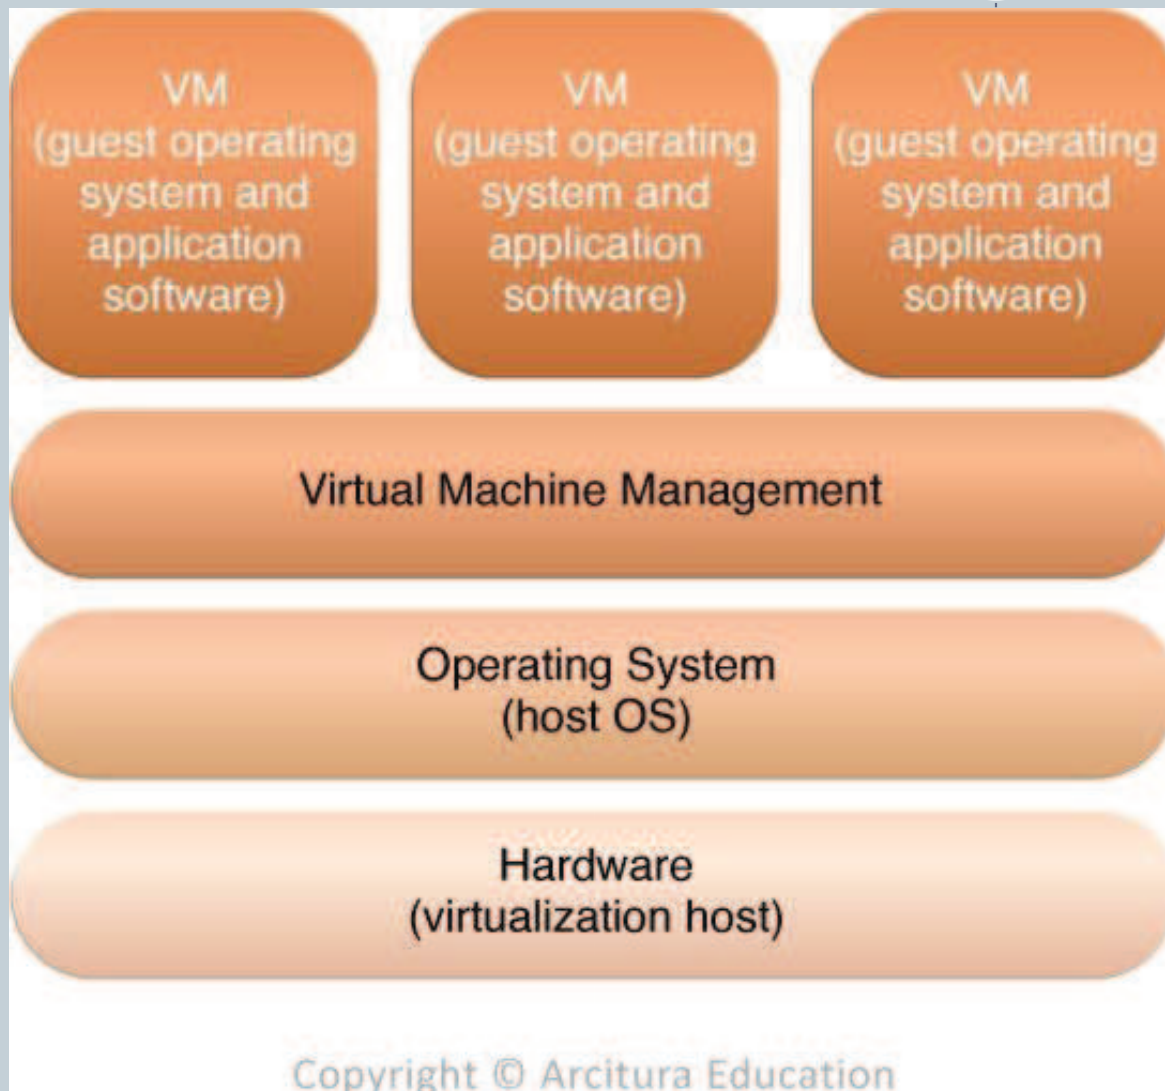 VM
(guest operating
system and
application
software)
VM
(guest operating
system and
application
software)
VM
(guest operating
system and
application
software)
Virtual Machine Management
Operating System
(host OS)
Hardware
(virtualization host)
Copyright © Arcitura Education